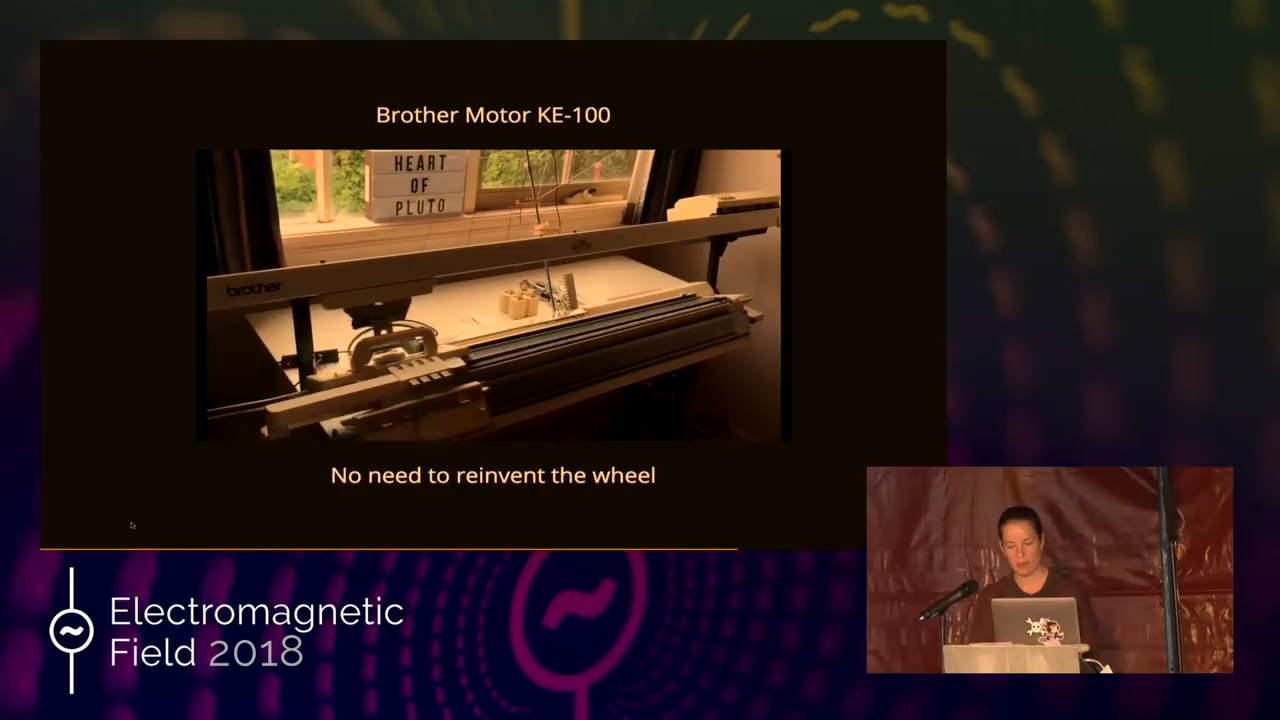 Brother Motor KE-100
HEART
OF
PLUTO
brother
No need to reinvent the wheel
Electromagnetic
Field 2018